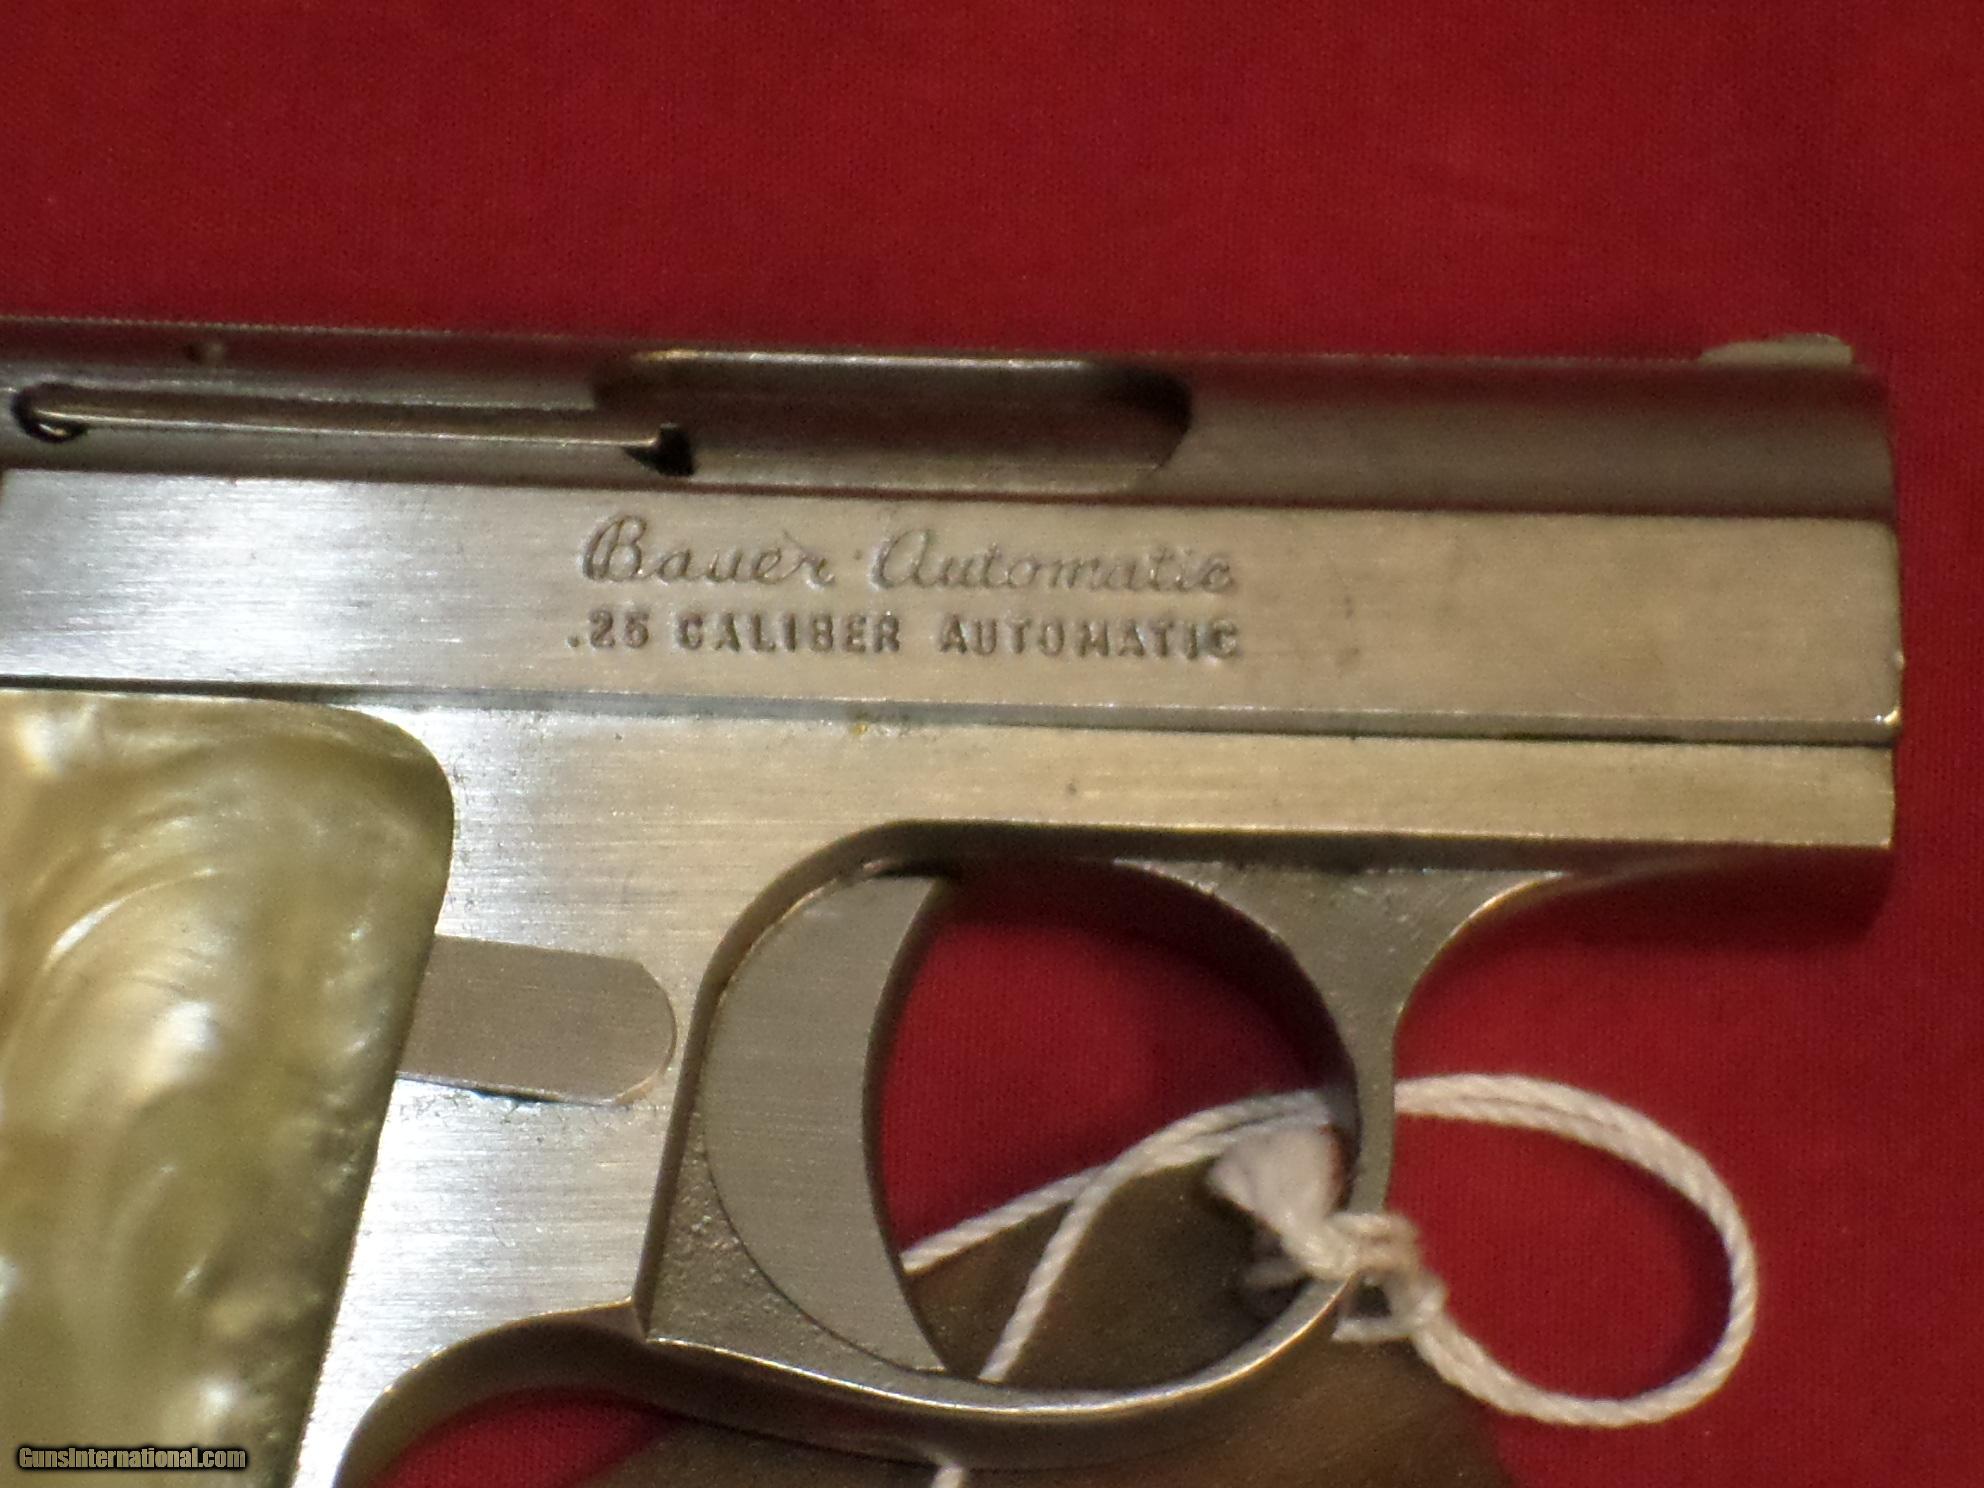 Bauer Automatic
.25 CALIBER AUTOMATIC
GunsInternational.com